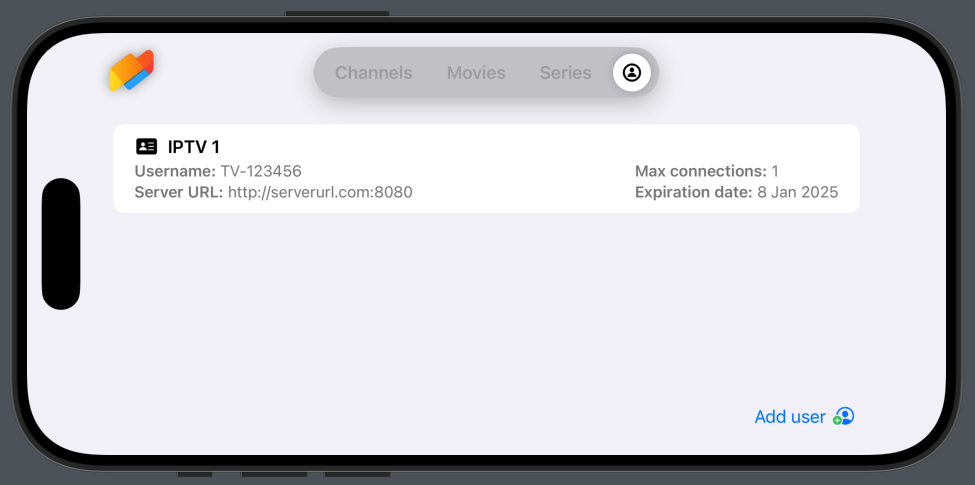 Channels Movies Series
IPTV 1
Username: TV-123456
Max connections: 1
Server URL: http://serverurl.com:8080
Expiration date: 8 Jan 2025
Add user